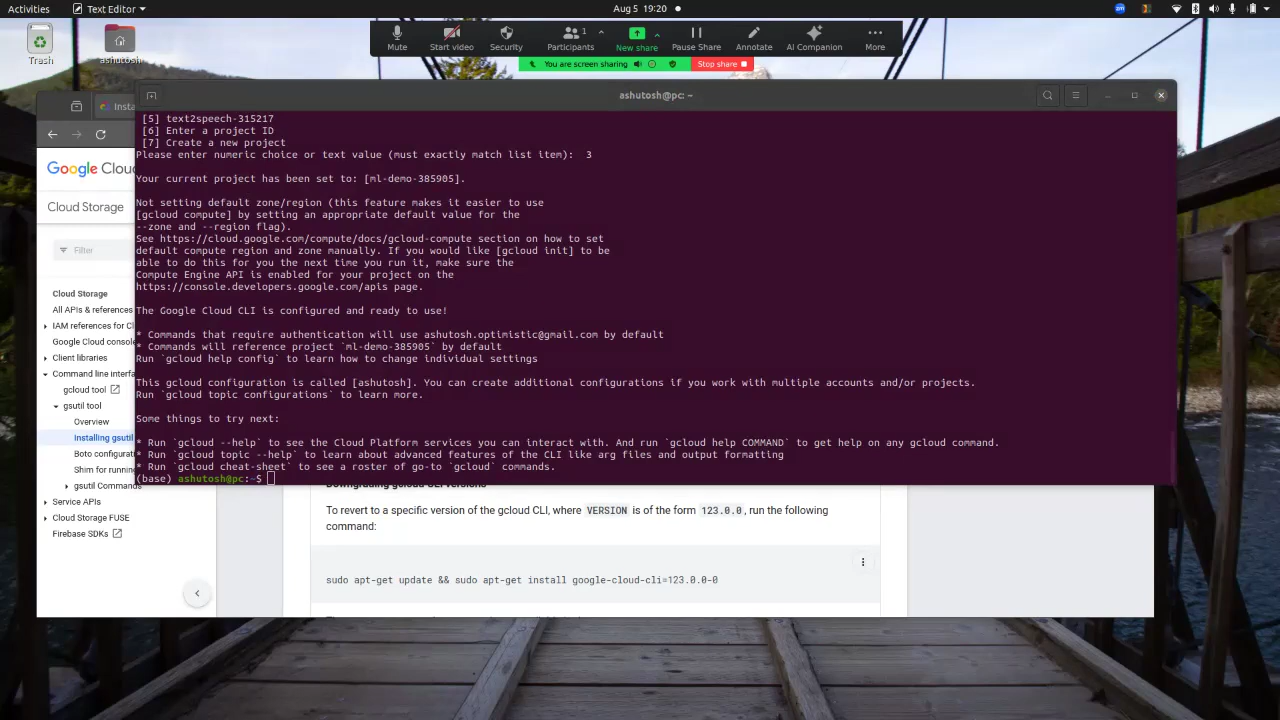 Activities
Text Editor
Aug 5 19:20
Trash
ashutosh
Mute
Start video
Security
Participants
1
New share
Pause Share
Annotate
AI Companion
More
You are screen sharing
Stop share
Insta
ashutosh@pc: ~
[5] text2speech-315217
[6] Enter a project ID
[7] Create a new project
Please enter numeric choice or text value (must exactly match list item):  3
Your current project has been set to: [ml-demo-385905].
Not setting default zone/region (this feature makes it easier to use
[gcloud compute] by setting an appropriate default value for the
--zone and --region flag).
See https://cloud.google.com/compute/docs/gcloud-compute section on how to set
default compute region and zone manually. If you would like [gcloud init] to be
able to do this for you the next time you run it, make sure the
Compute Engine API is enabled for your project on the
https://console.developers.google.com/apis page.
The Google Cloud CLI is configured and ready to use!
* Commands that require authentication will use ashutosh.optimistic@gmail.com by default
* Commands will reference project `ml-demo-385905` by default
Run `gcloud help config` to learn how to change individual settings
This gcloud configuration is called [ashutosh]. You can create additional configurations if you work with multiple accounts and/or projects.
Run `gcloud topic configurations` to learn more.
Some things to try next:
* Run `gcloud --help` to see the Cloud Platform services you can interact with. And run `gcloud help COMMAND` to get help on any gcloud command.
* Run `gcloud topic --help` to learn about advanced features of the CLI like arg files and output formatting
* Run `gcloud cheat-sheet` to see a roster of go-to `gcloud` commands.
(base) ashutosh@pc:~$
Google Clou
Cloud Storage
Filter
Cloud Storage
All APIs & references
IAM references for Cl
Google Cloud console
Client libraries
Command line interfa
gcloud tool
gsutil tool
Overview
Installing gsutil
Boto configurat
Shim for running
gsutil Commands
Service APIs
Cloud Storage FUSE
Firebase SDKs
Downgrading gcloud CLI versions
To revert to a specific version of the gcloud CLI, where VERSION is of the form 123.0.0, run the following
command:
sudo apt-get update && sudo apt-get install google-cloud-cli=123.0.0-0